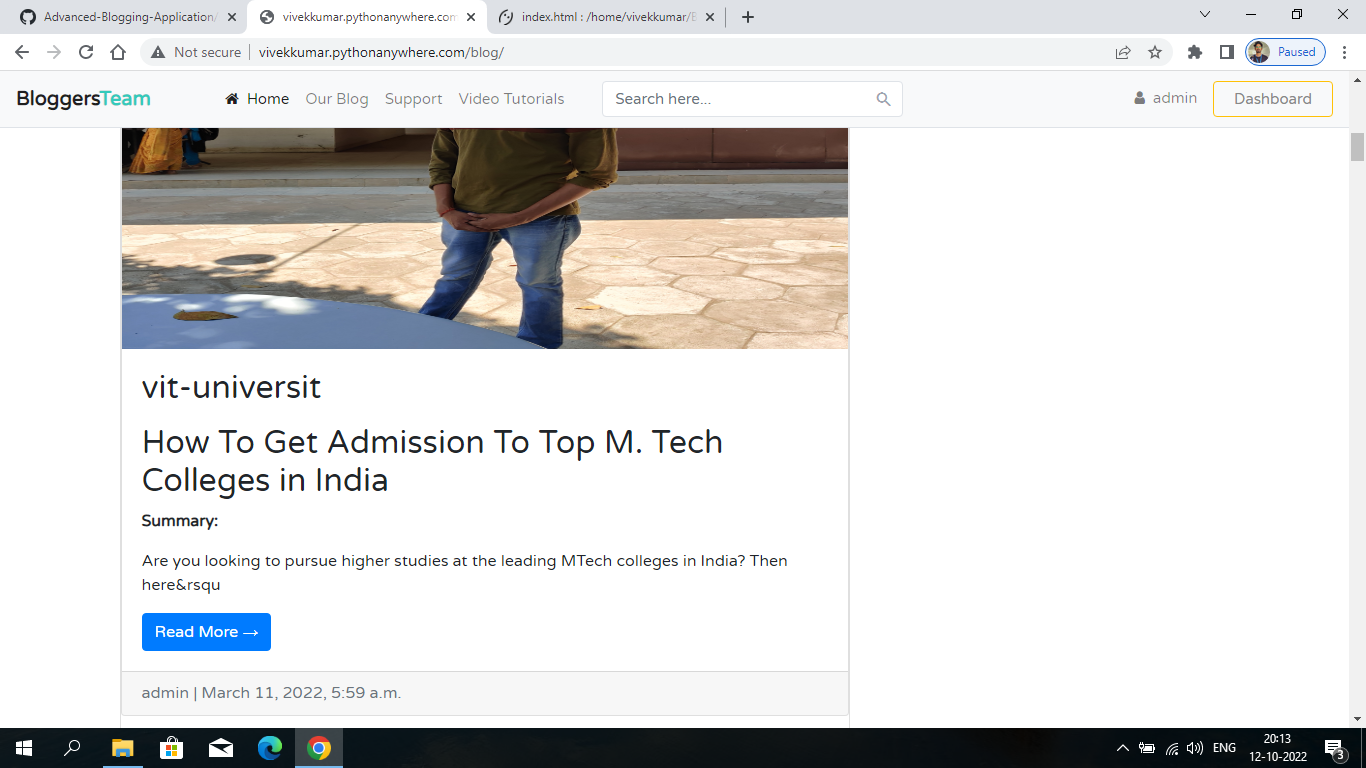 Advanced-Blogging-Application/
vivekkumar.pythonanywhere.com
index.html : /home/vivekkumar/B
Not secure
vivekkumar.pythonanywhere.com/blog/
Paused
BloggersTeam
Home
Our Blog
Support
Video Tutorials
Search here...
admin
Dashboard
vit-universit
How To Get Admission To Top M. Tech
Colleges in India
Summary:
Are you looking to pursue higher studies at the leading MTech colleges in India? Then
here&rsqu
Read More →
admin | March 11, 2022, 5:59 a.m.
ENG
20:13
12-10-2022
3